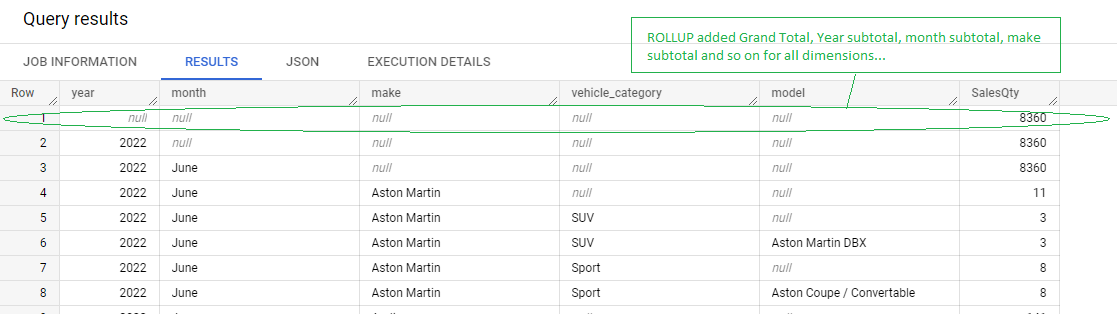 Query results
ROLLUP added Grand Total, Year subtotal, month subtotal, make
subtotal and so on for all dimensions...
JOB INFORMATION RESULTS JSON EXECUTION DETAILS
Row year month make vehicle_category model SalesQty
1 null null null null null 8360
2 2022 null null null null 8360
3 2022 June null null null 8360
4 2022 June Aston Martin null null 11
5 2022 June Aston Martin SUV null 3
6 2022 June Aston Martin SUV Aston Martin DBX 3
7 2022 June Aston Martin Sport null 8
8 2022 June Aston Martin Sport Aston Coupe / Convertable 8